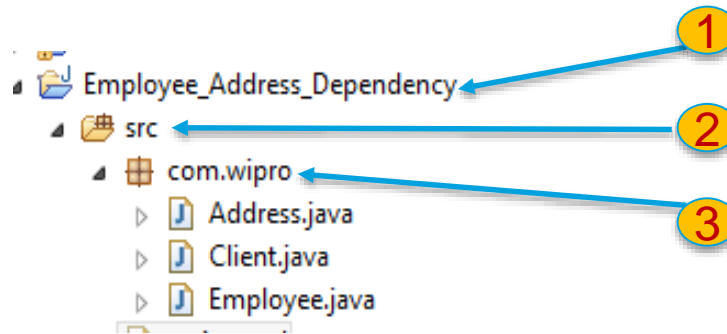 1
Employee_Address_Dependency
src
2
com.wipro
Address.java
3
Client.java
Employee.java